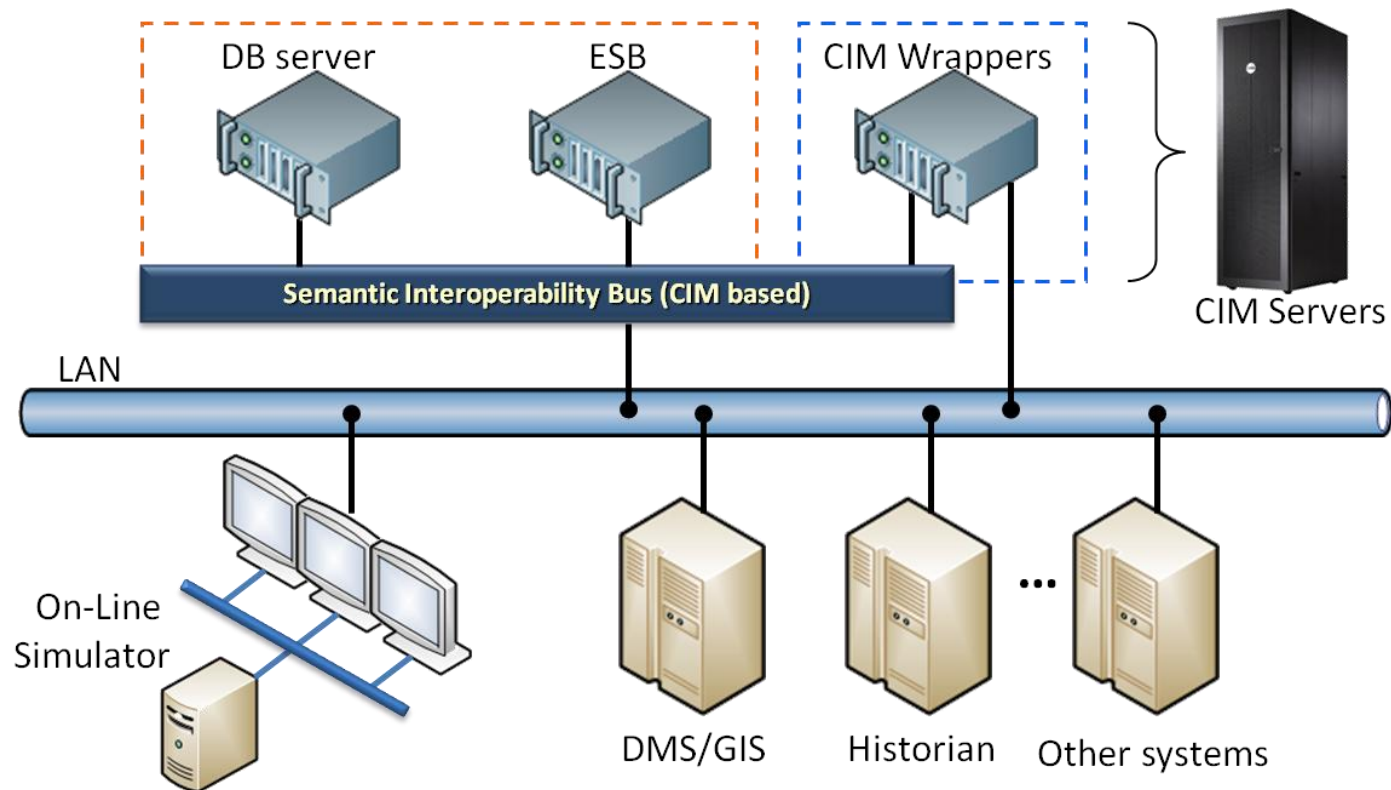 DB server
ESB
CIM Wrappers
Semantic Interoperability Bus (CIM based)
CIM Servers
LAN
On-Line
Simulator
...
DMS/GIS
Historian
Other systems